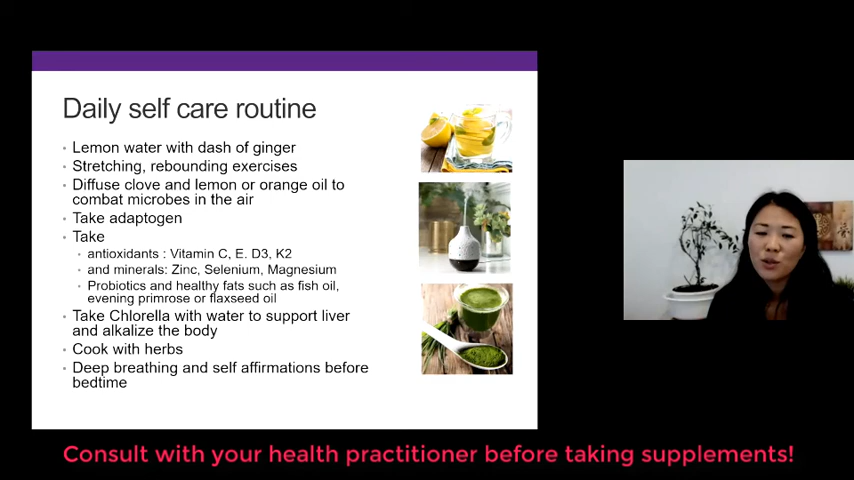 Daily self care routine
Lemon water with dash of ginger
Stretching, rebounding exercises
Diffuse clove and lemon or orange oil to
combat microbes in the air
Take adaptogen
Take
antioxidants : Vitamin C, E. D3, K2
and minerals: Zinc, Selenium, Magnesium
Probiotics and healthy fats such as fish oil,
evening primrose or flaxseed oil
Take Chlorella with water to support liver
and alkalize the body
Cook with herbs
Deep breathing and self affirmations before
bedtime
Consult with your health practitioner before taking supplements!